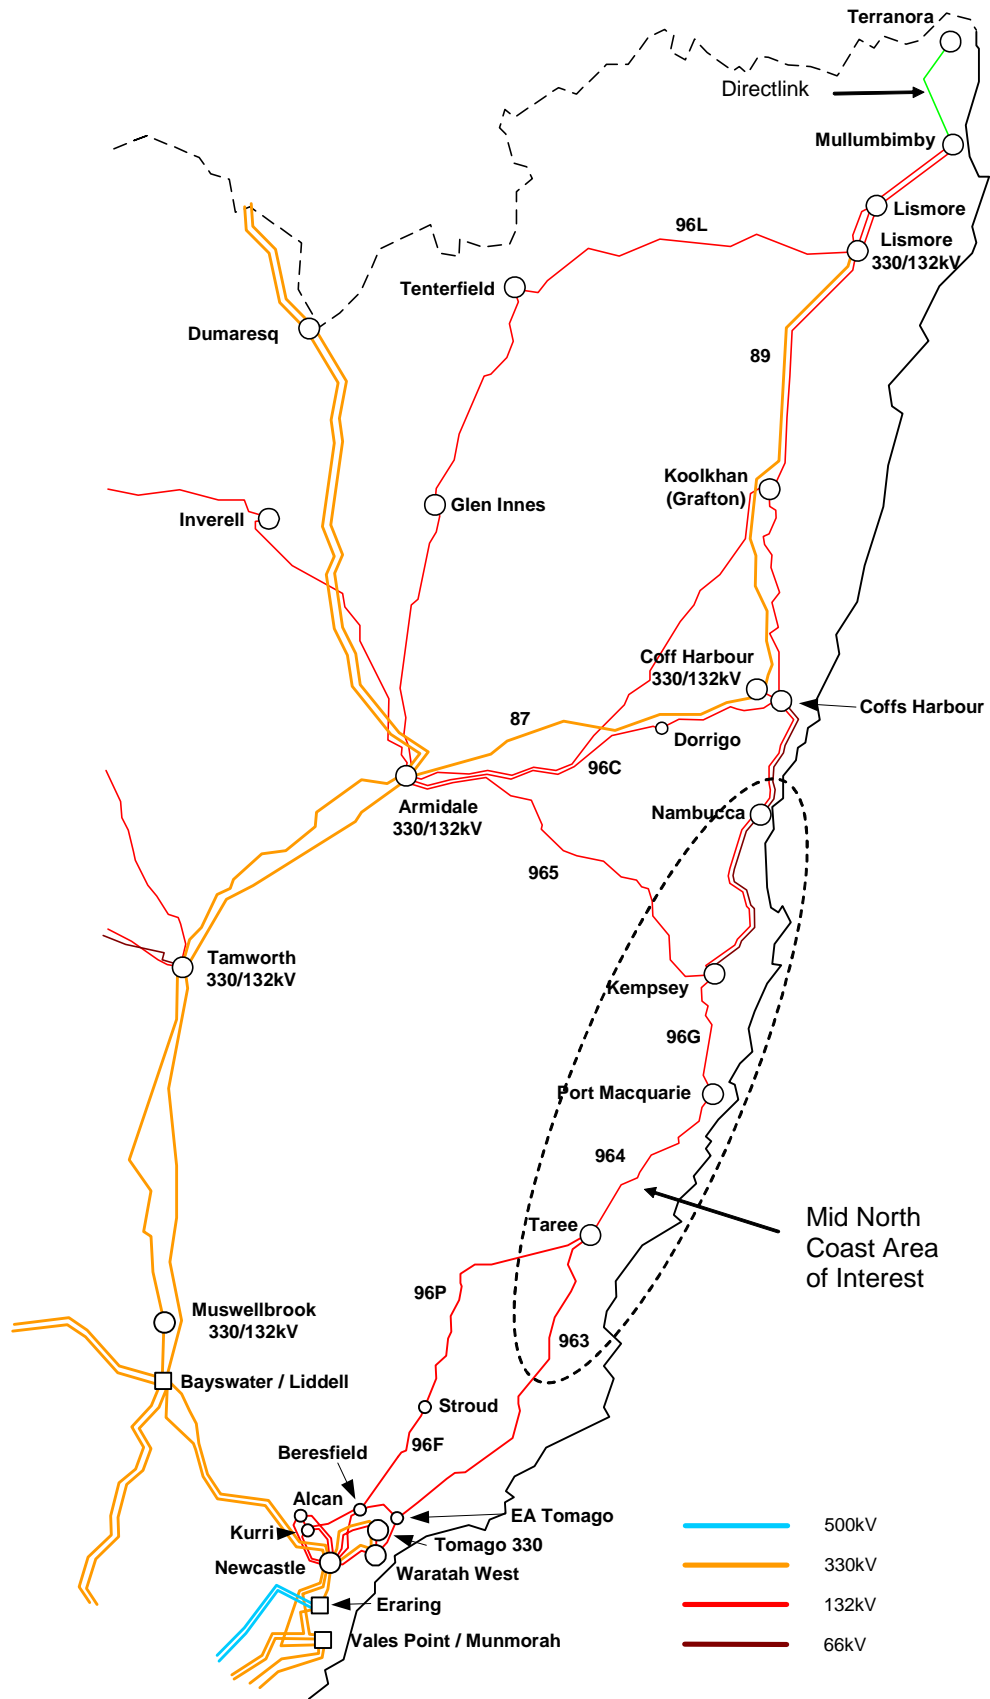 Terranora
Directlink
Mullumbimby
Lismore
96L
Lismore
330/132kV
Tenterfield
Dumaresq
89
Koolkhan
(Grafton)
Glen Innes
Inverell
Coff Harbour
330/132kV
Coffs Harbour
87
Dorrigo
96C
Armidale
330/132kV
Nambucca
965
Tamworth
330/132kV
Kempsey
96G
Port Macquarie
964
Taree
Mid North
Coast Area
of Interest
96P
Muswellbrook
330/132kV
963
Bayswater / Liddell
Stroud
96F
Beresfield
Alcan
EA Tomago
Kurri
Tomago 330
Newcastle
Waratah West
Eraring
Vales Point / Munmorah
500kV
330kV
132kV
66kV